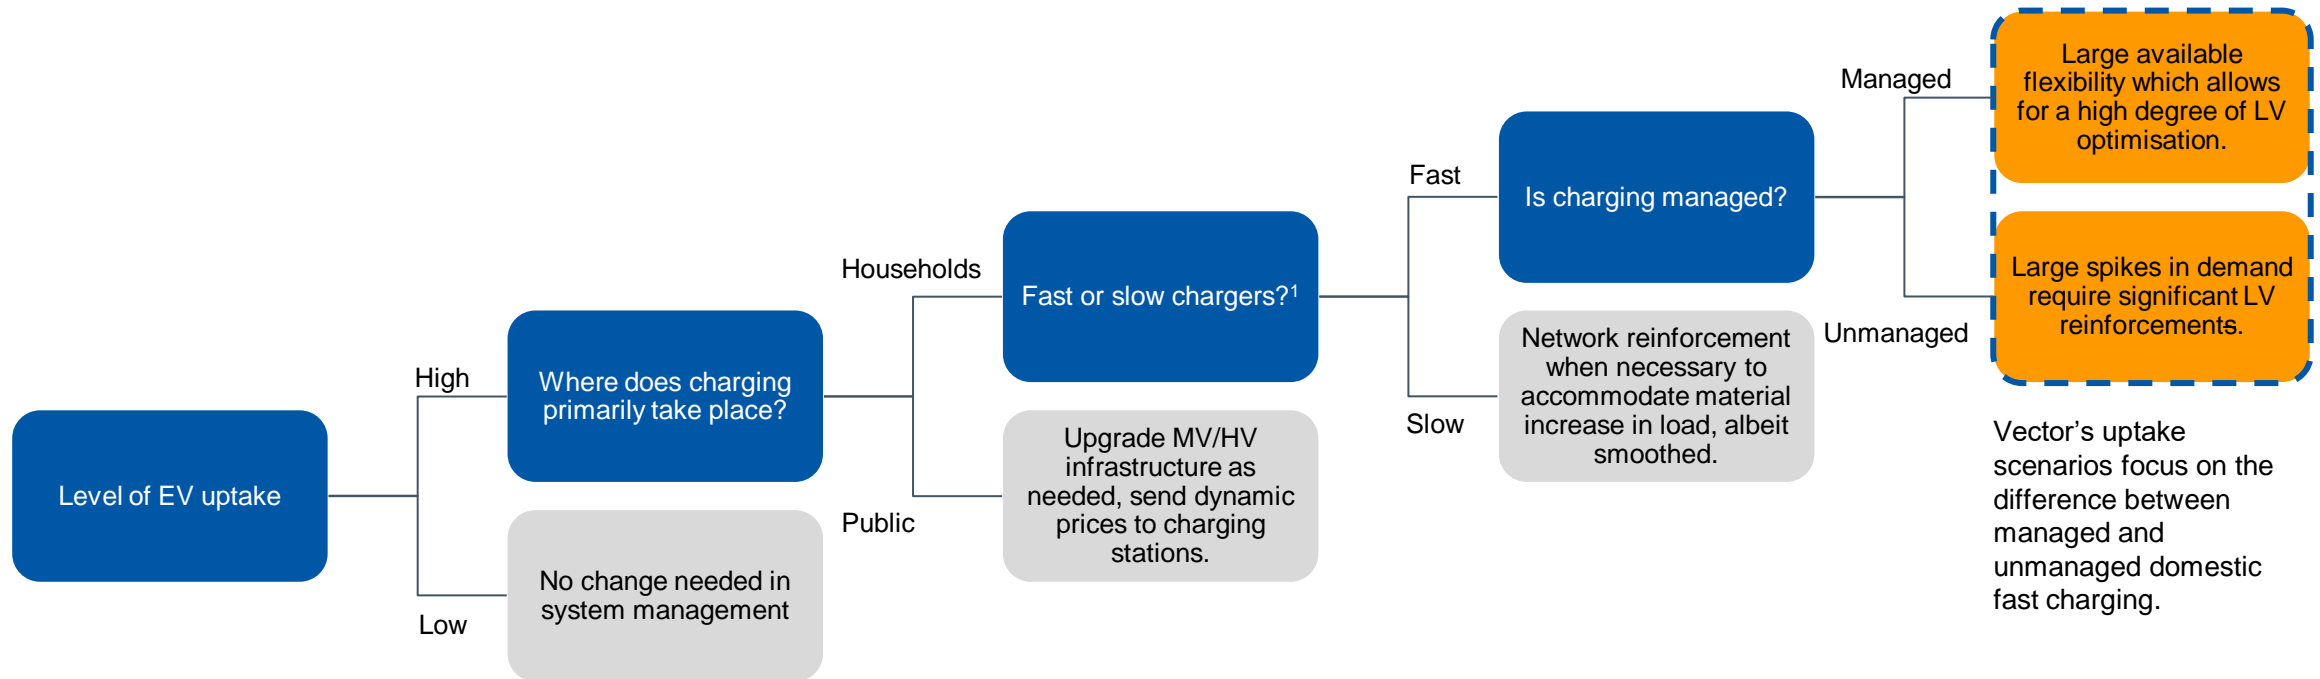 Level of EV uptake
High
Low
Where does charging
primarily take place?
No change needed in
system management
Households
Public
Fast or slow chargers?¹
Upgrade MV/HV
infrastructure as
needed, send dynamic
prices to charging
stations.
Fast
Slow
Is charging managed?
Network reinforcement
when necessary to
accommodate material
increase in load, albeit
smoothed.
Managed
Unmanaged
Large available
flexibility which allows
for a high degree of LV
optimisation.
Large spikes in demand
require significant LV
reinforcements.
Vector’s uptake
scenarios focus on the
difference between
managed and
unmanaged domestic
fast charging.